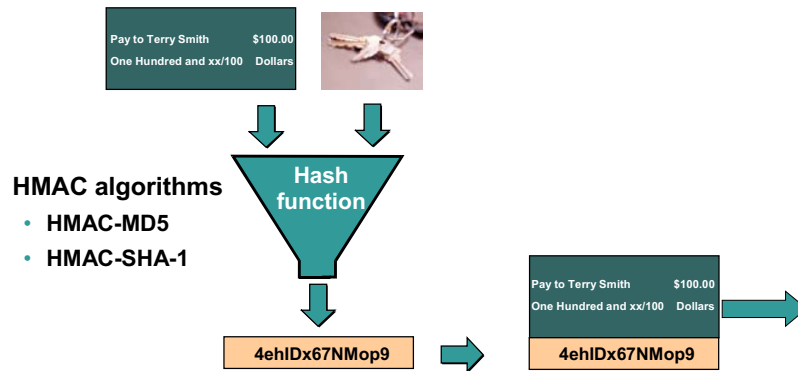 Pay to Terry Smith $100.00
One Hundred and xx/100 Dollars
Hash
function
HMAC algorithms
• HMAC-MD5
• HMAC-SHA-1
Pay to Terry Smith $100.00
One Hundred and xx/100 Dollars
4ehIDx67NMop9
4ehIDx67NMop9